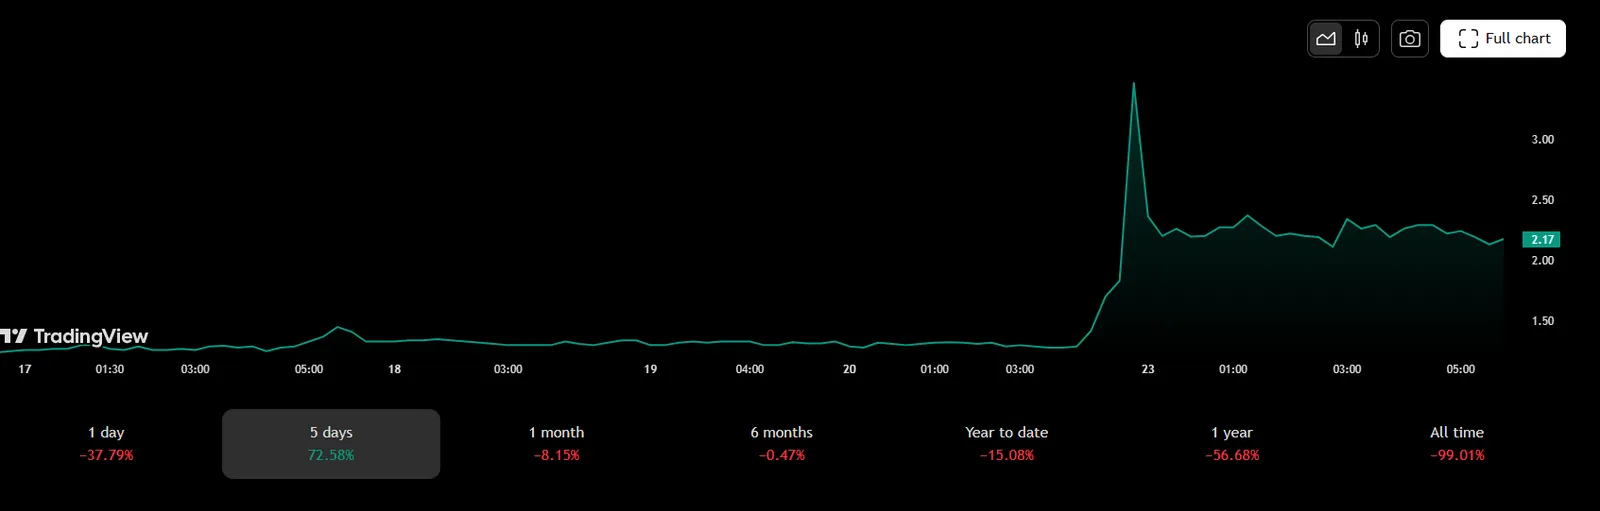 Full chart
3.00
2.50
2.17
2.00
1.50
TradingView
17 01:30 03:00 05:00 18 03:00 19 04:00 20 01:00 03:00 23 01:00 03:00 05:00
1 day 5 days 1 month 6 months Year to date 1 year All time
−37.79% 72.58% −8.15% −0.47% −15.08% −56.68% −99.01%